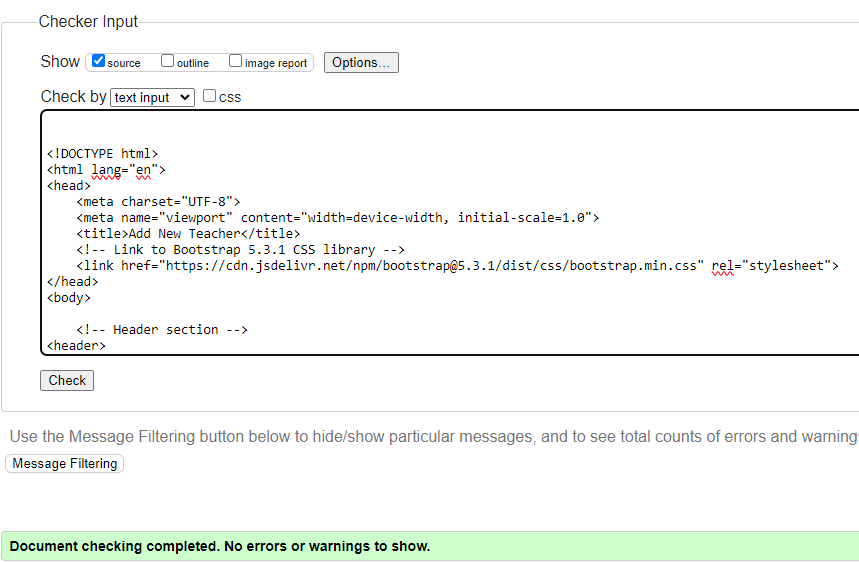 Checker Input
Show source outline image report Options...
Check by text input css
<!DOCTYPE html>
<html lang="en">
<head>
    <meta charset="UTF-8">
    <meta name="viewport" content="width=device-width, initial-scale=1.0">
    <title>Add New Teacher</title>
    <!-- Link to Bootstrap 5.3.1 CSS library -->
    <link href="https://cdn.jsdelivr.net/npm/bootstrap@5.3.1/dist/css/bootstrap.min.css" rel="stylesheet">
</head>
<body>
    <!-- Header section -->
<header>
Check
Use the Message Filtering button below to hide/show particular messages, and to see total counts of errors and warning
Message Filtering
Document checking completed. No errors or warnings to show.